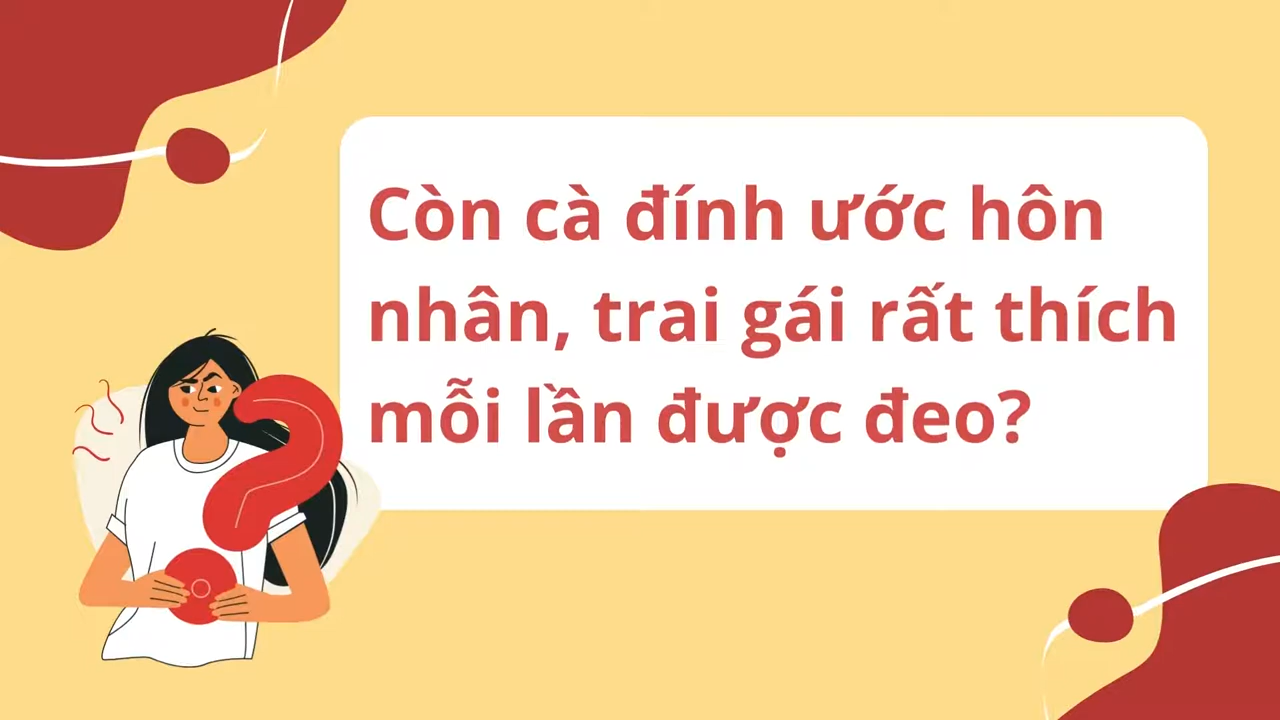 Còn cà đính ước hôn
nhân, trai gái rất thích
mỗi lần được đeo?